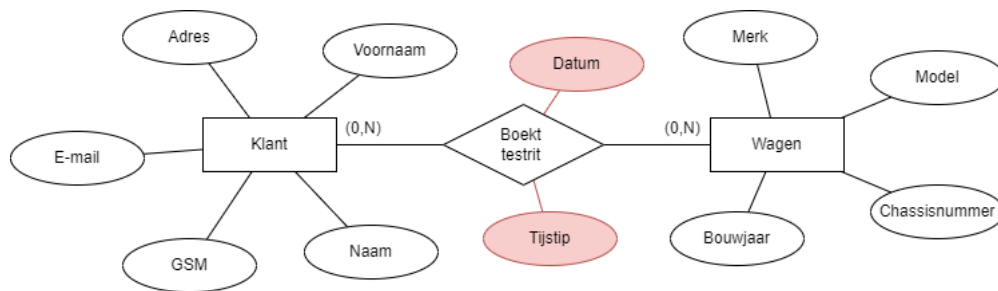 Adres
Voornaam
Merk
Datum
Model
(0,N)
(0,N)
Klant
Boekt
testrit
Wagen
E-mail
Chassisnummer
Tijstip
Bouwjaar
Naam
GSM